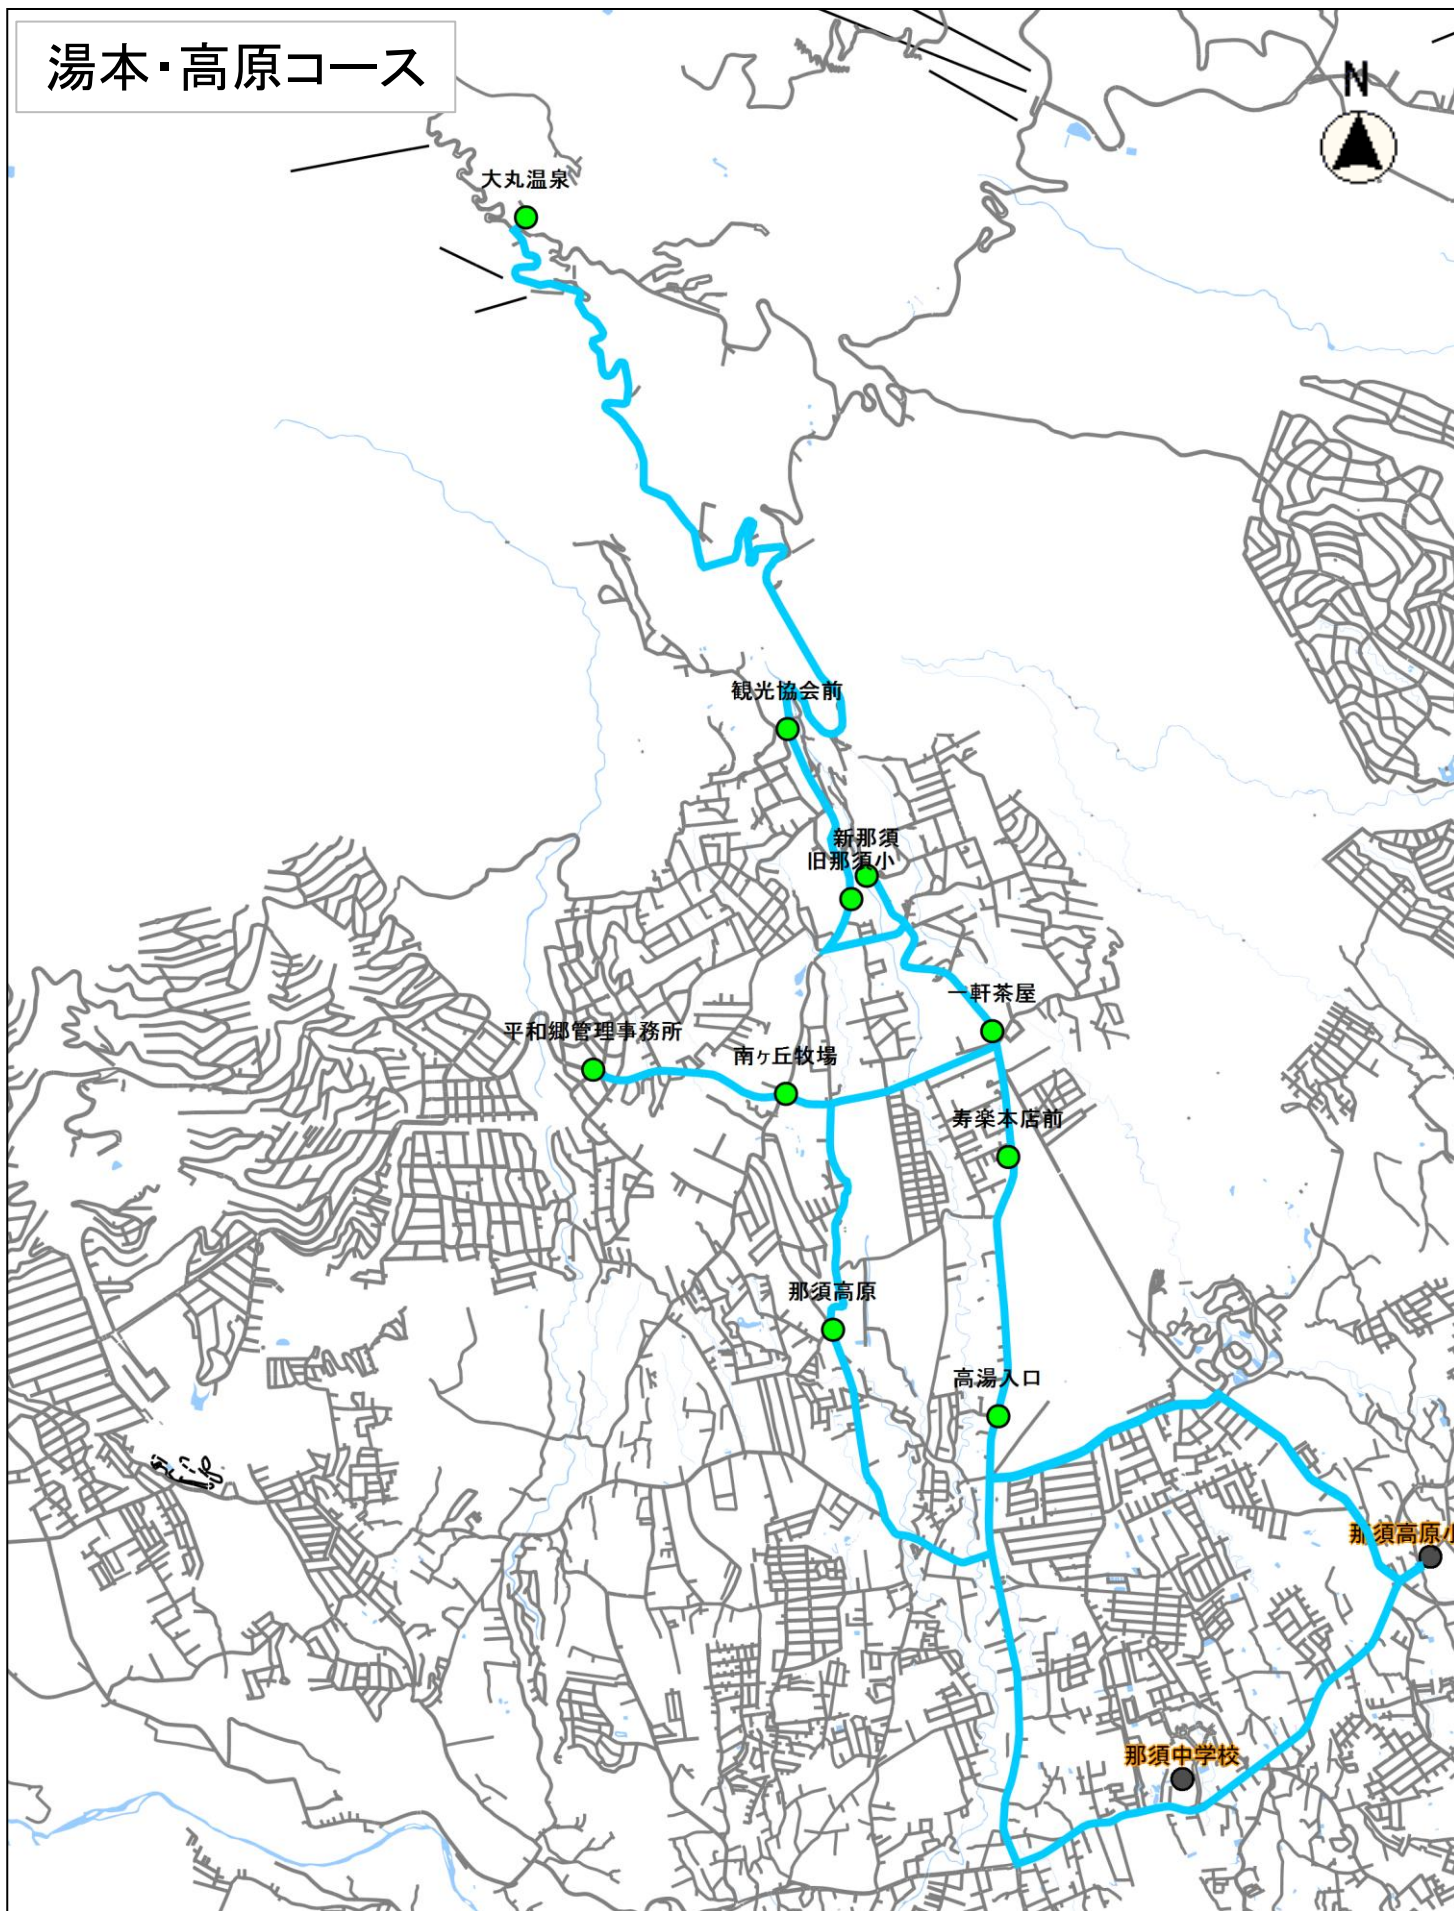 湯本・高原コース
N
大丸温泉
観光協会前
新那須
旧那須小
一軒茶屋
平和郷管理事務所
南ヶ丘牧場
寿楽本店前
那須高原
高湯入口
那須高原小
那須中学校